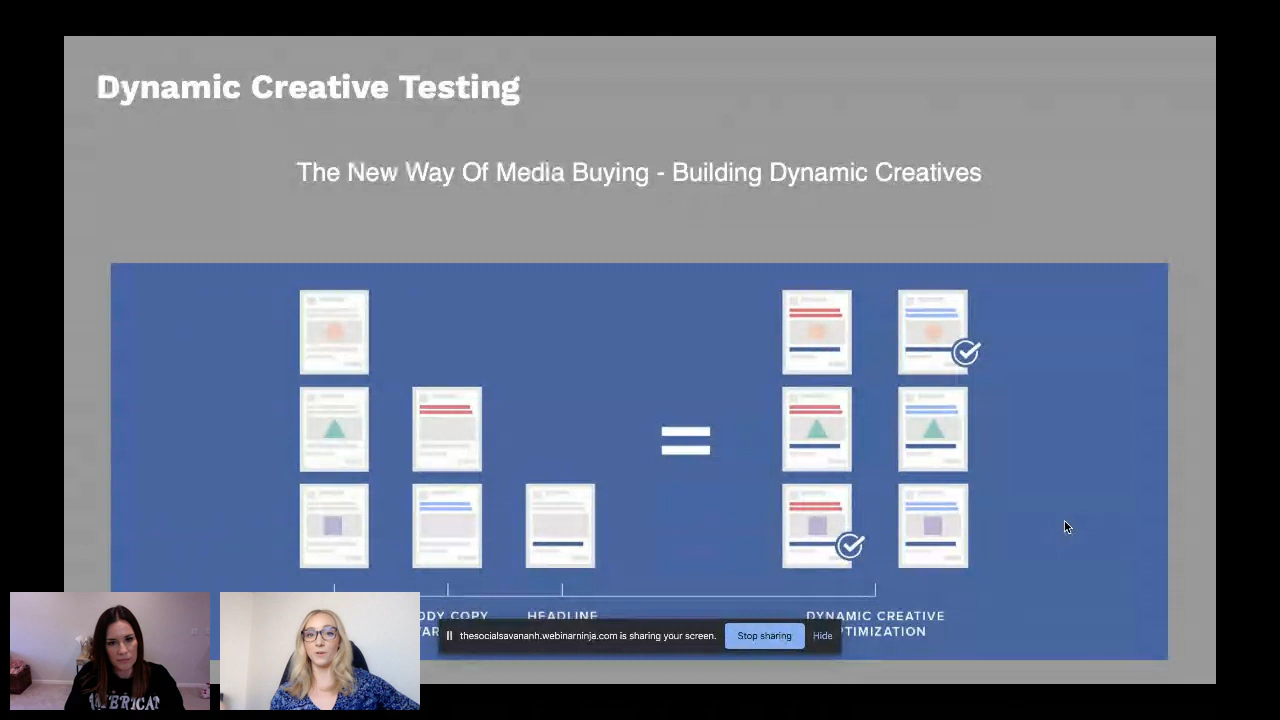 Dynamic Creative Testing
The New Way Of Media Buying - Building Dynamic Creatives
COPY
HEADLINE
DYNAMIC CREATIVE
thesocialsavananh.webinarninja.com is sharing your screen.
Stop sharing
Hide